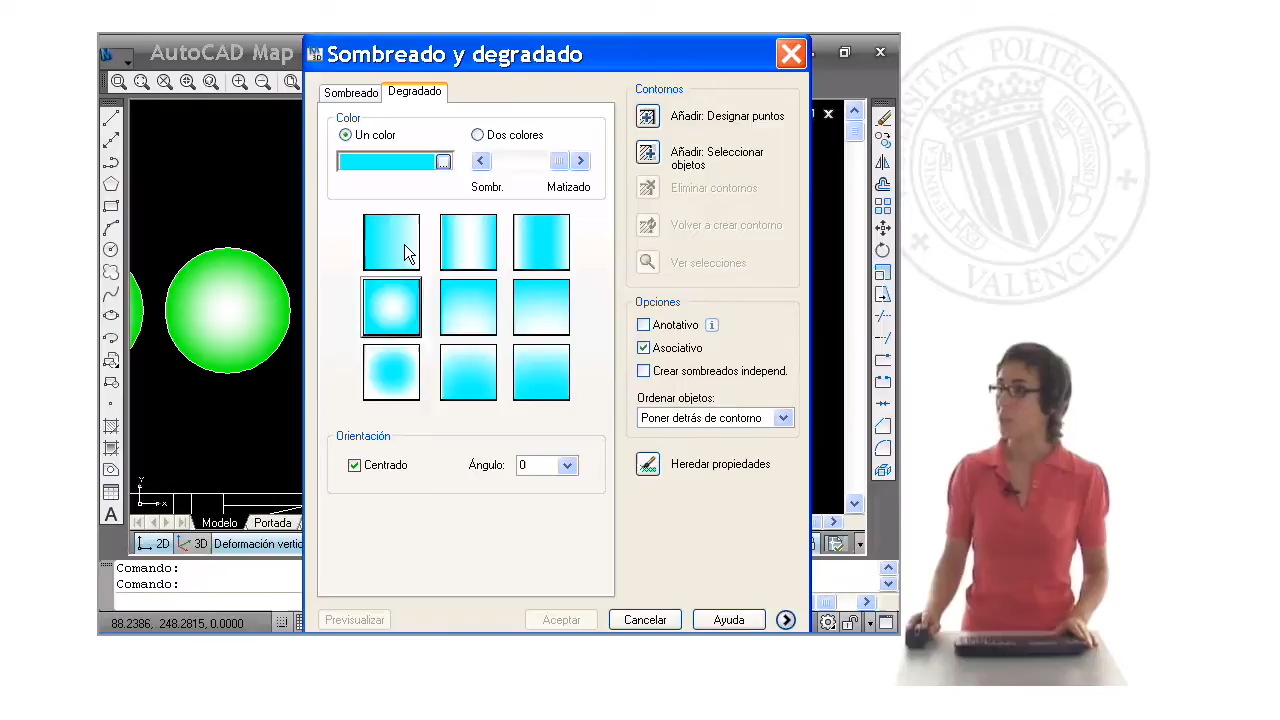 AutoCAD Map
Sombreado y degradado
Sombreado
Degradado
Color
Un color
Dos colores
...
Sombr.
Matizado
Orientación
Centrado
Ángulo:
0
Contornos
Añadir: Designar puntos
Añadir: Seleccionar
objetos
Eliminar contornos
Volver a crear contorno
Ver selecciones
Opciones
Anotativo
Asociativo
Crear sombreados independ.
Ordenar objetos:
Poner detrás de contorno
Heredar propiedades
Previsualizar
Aceptar
Cancelar
Ayuda
Y
X
A
Modelo
Portada
2D
3D
Deformación vertic
Comando:
Comando:
88.2386, 248.2815, 0.0000
POLITECNICA
VALENCIA